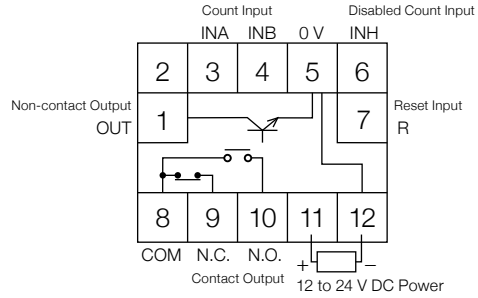 Count Input Disabled Count Input
INA INB 0 V INH
2 3 4 5 6
Non-contact Output
OUT
1 7
Reset Input
R
8 9 10 11 12
COM N.C. N.O. + −
Contact Output 12 to 24 V DC Power